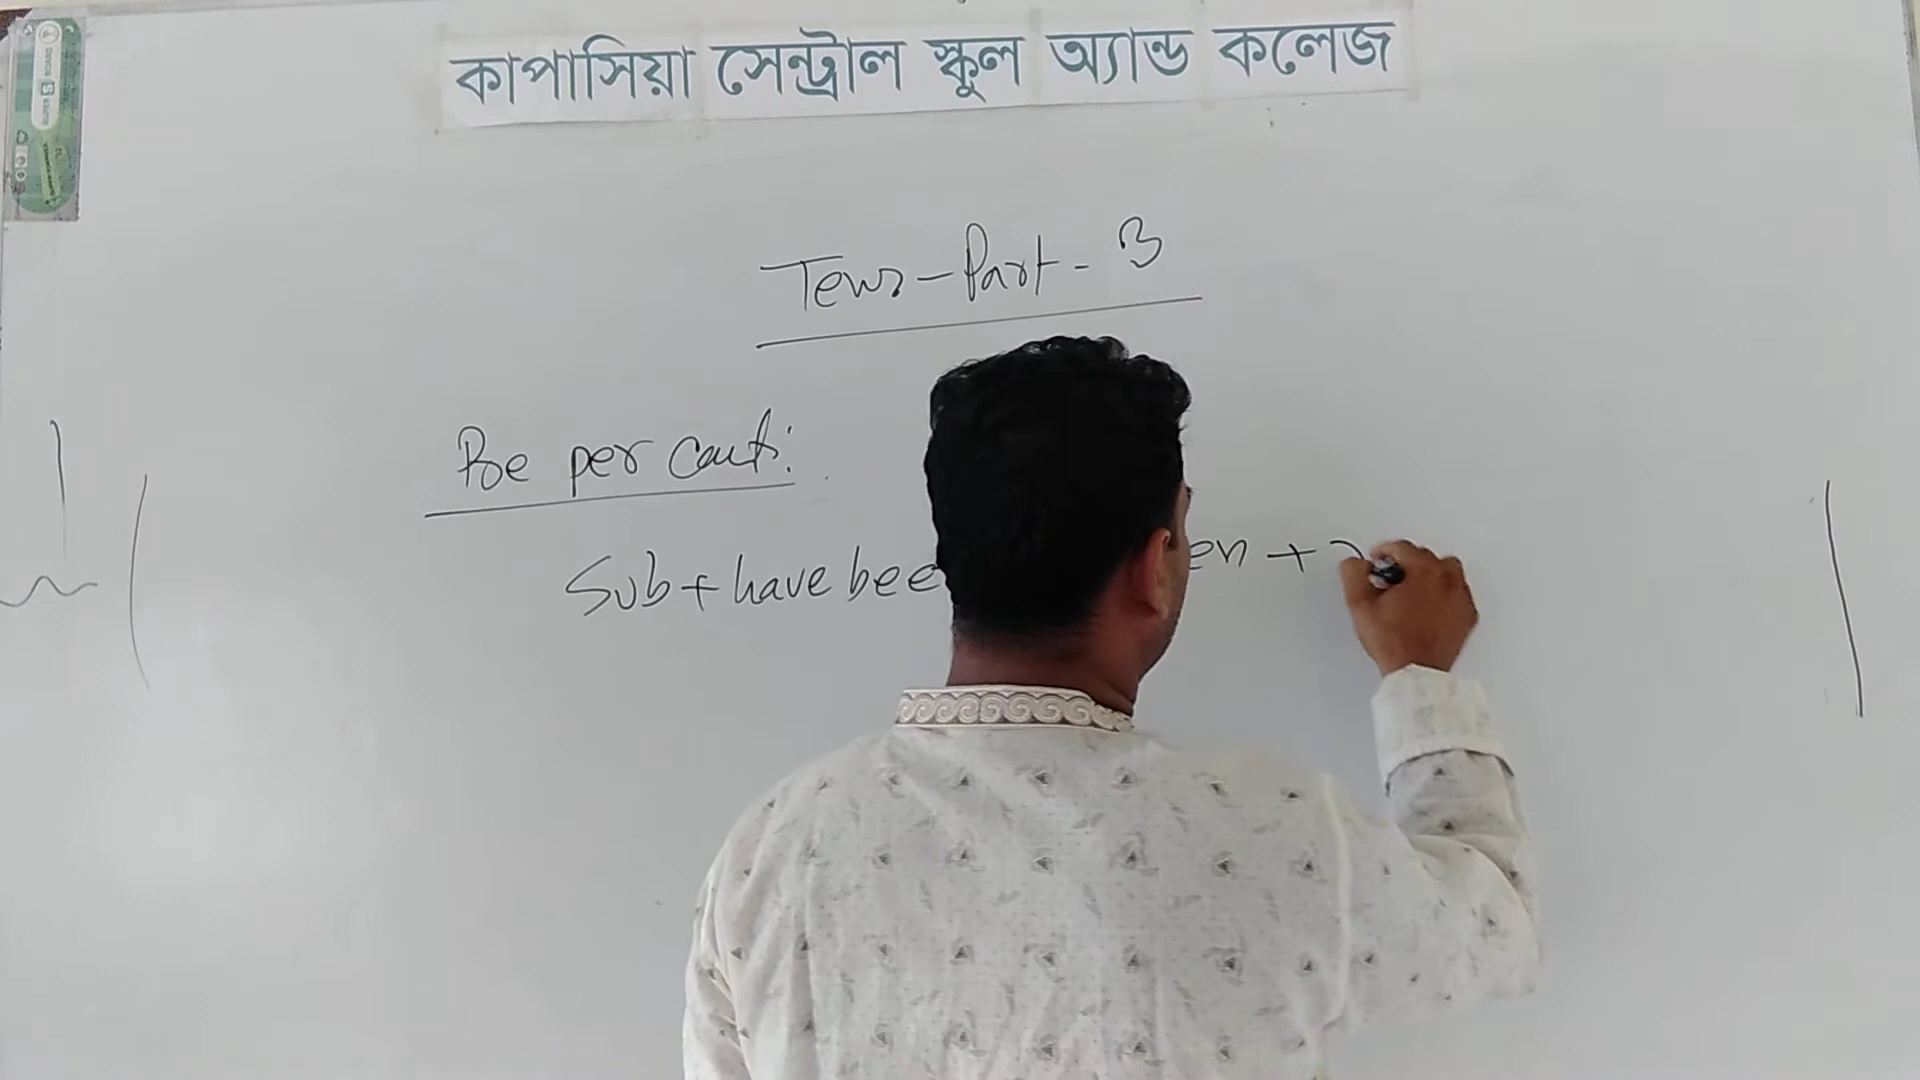 কাপাসিয়া সেন্ট্রাল স্কুল অ্যান্ড কলেজ
Tens-Part-3
Pre per cont:
Sub + have bee en +